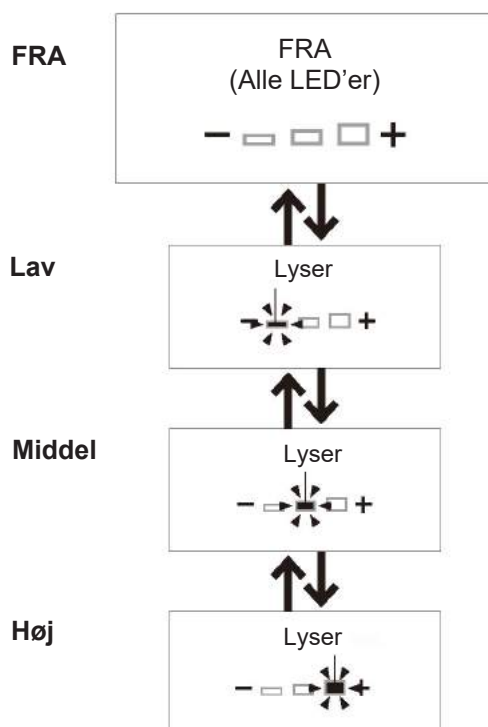 FRA
FRA
(Alle LED’er)
− +
Lav
Lyser
− +
Middel
Lyser
− +
Høj
Lyser
− +